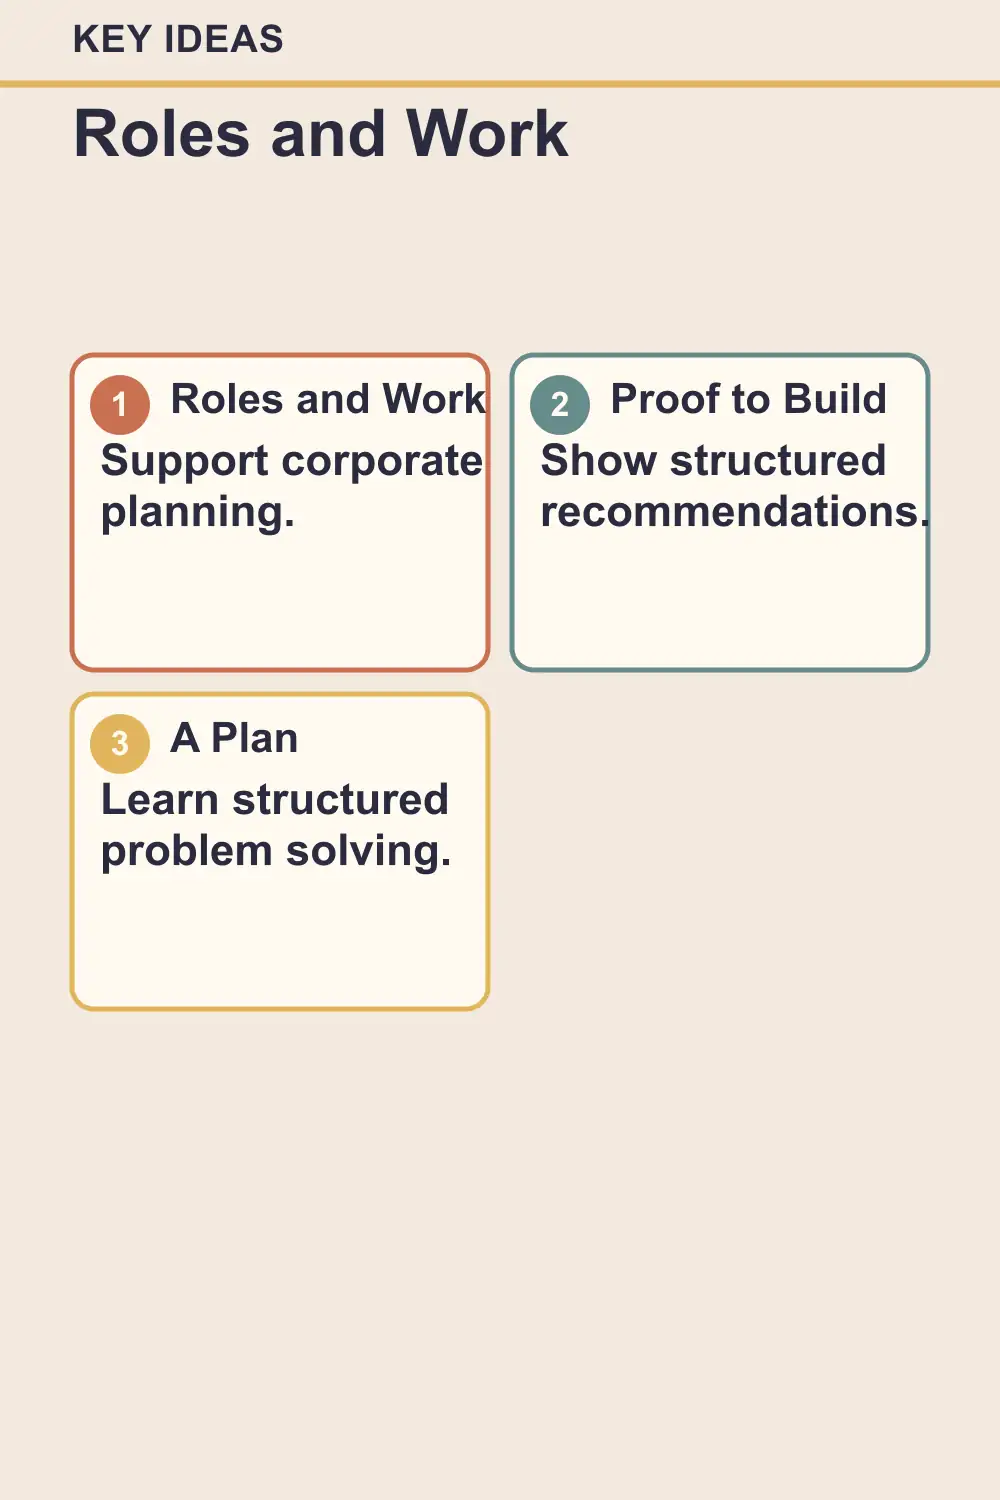 KEY IDEAS
Roles and Work
1 Roles and Work
Support corporate
planning.
2 Proof to Build
Show structured
recommendations.
3 A Plan
Learn structured
problem solving.